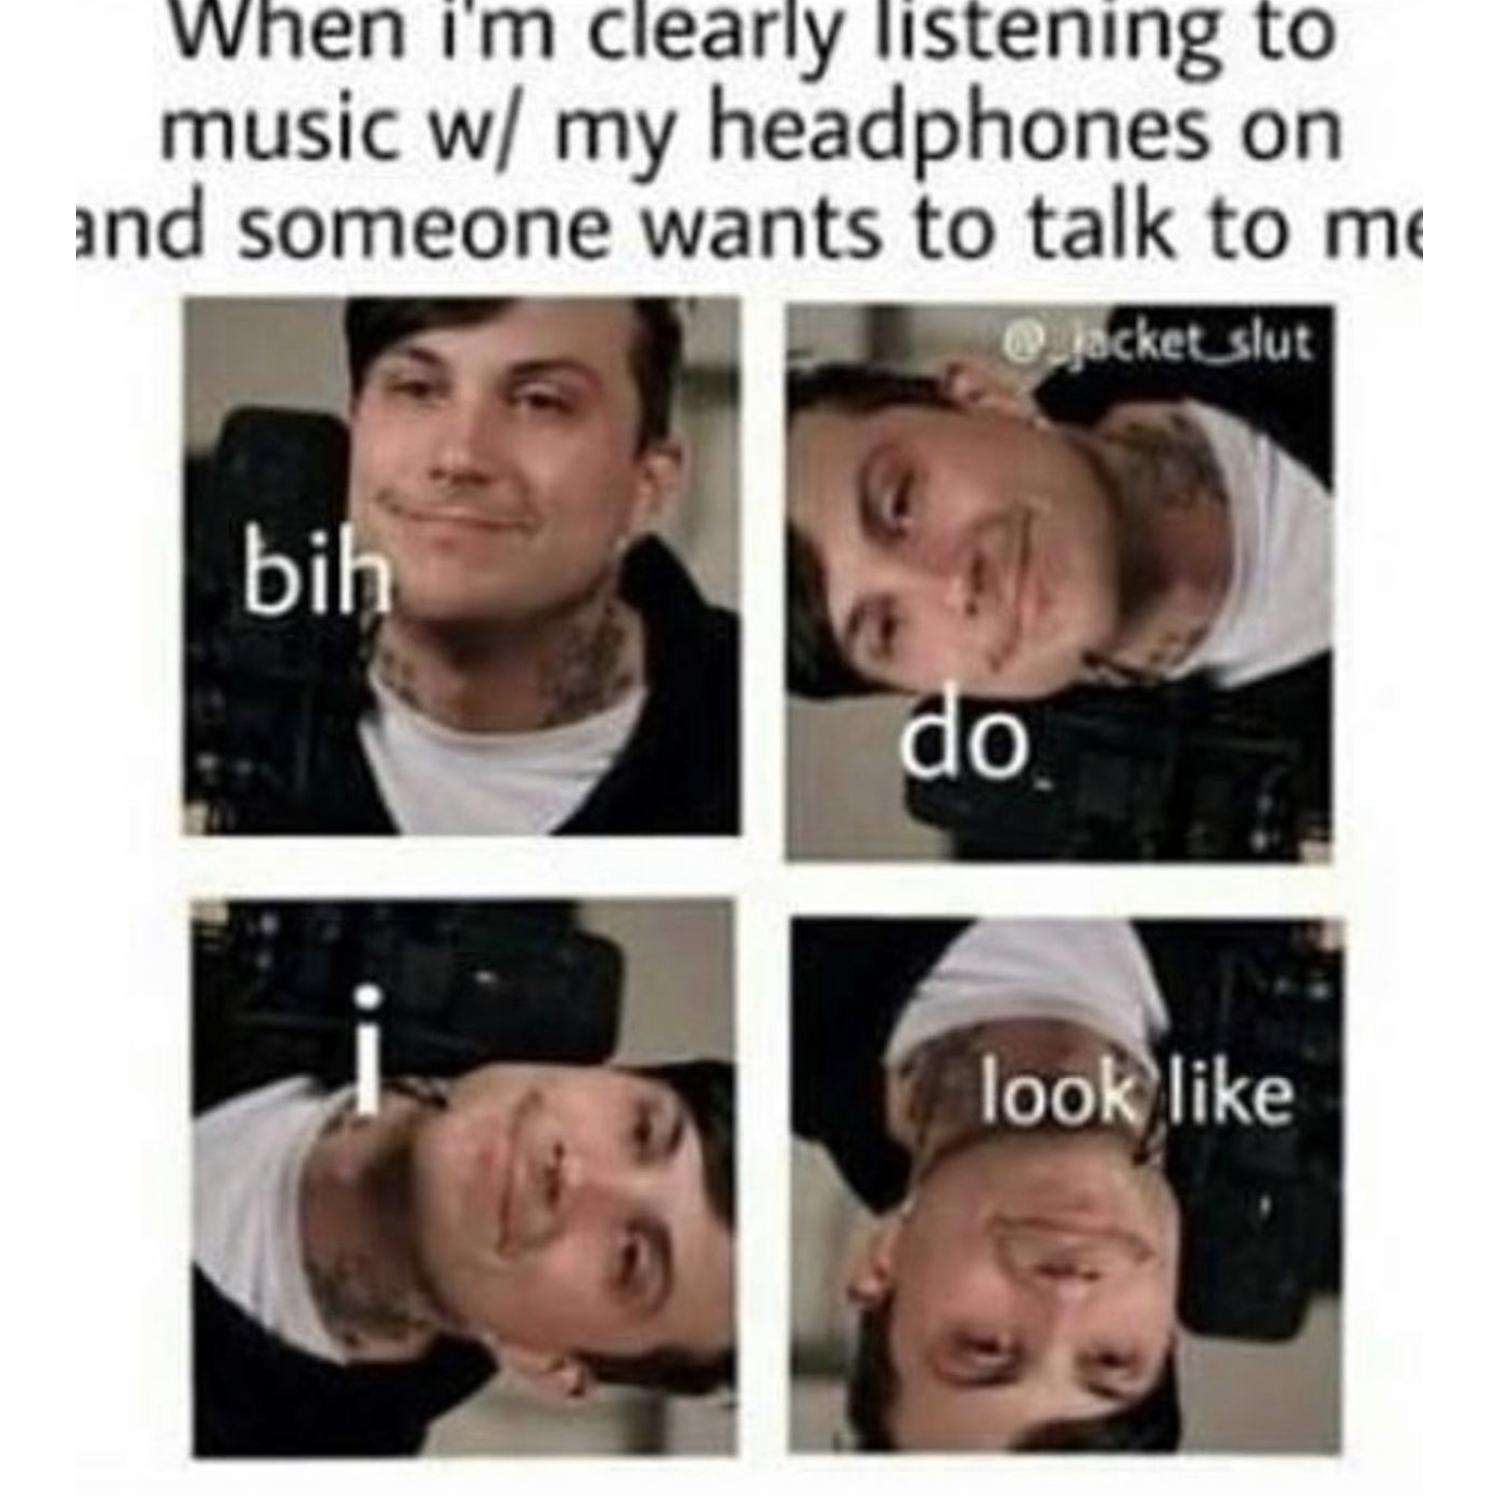 When i'm clearly listening to
music w/ my headphones on
and someone wants to talk to me
@_jacket_slut
bih
do
i
look like